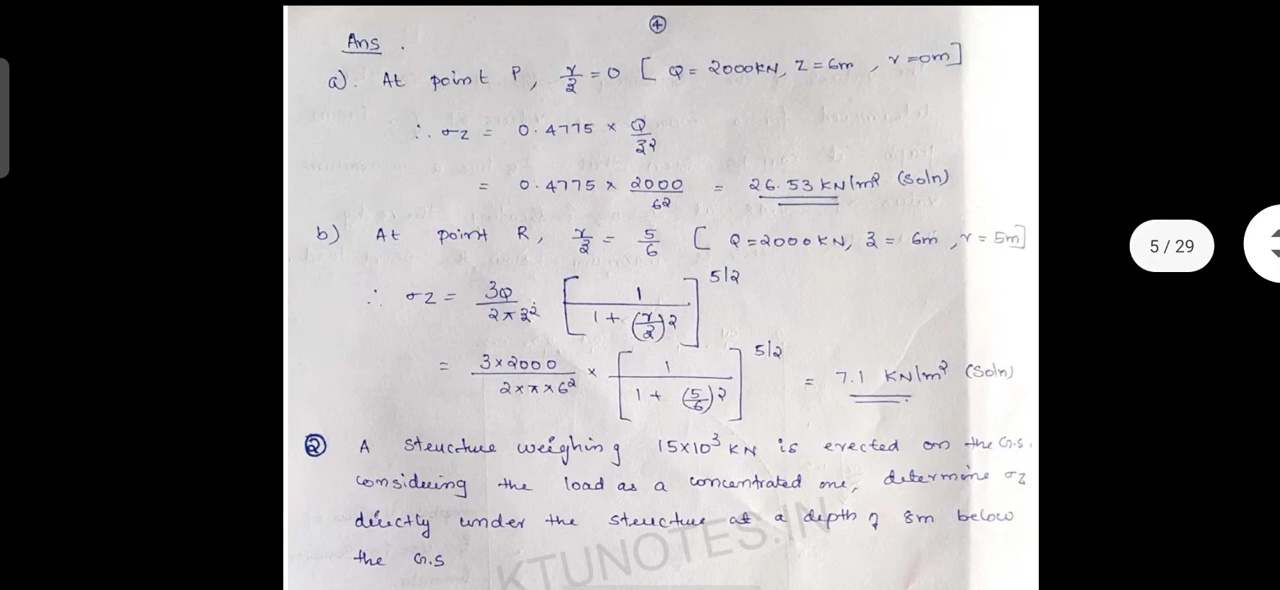 4
Ans.
a). At point P, r/z = 0 [ Q = 2000KN, Z = 6m, r = 0m]
∴ σz = 0.4775 × Q/z²
= 0.4775 × 2000/6² = 26.53 KN/m² (Soln)
b) At point R, r/z = 5/6 [ Q = 2000KN, z = 6m, r = 5m]
∴ σz = 3Q/2πz² [1/1+(r/z)²]^5/2
= 3×2000/2×π×6² × [1/1+(5/6)²]^5/2 = 7.1 KN/m² (Soln)
② A structure weighing 15×10³ KN is erected on the G.S.
considering the load as a concentrated one, determine σz
directly under the structure at a depth of 8m below
the G.S
KTUNOTES.IN
5 / 29